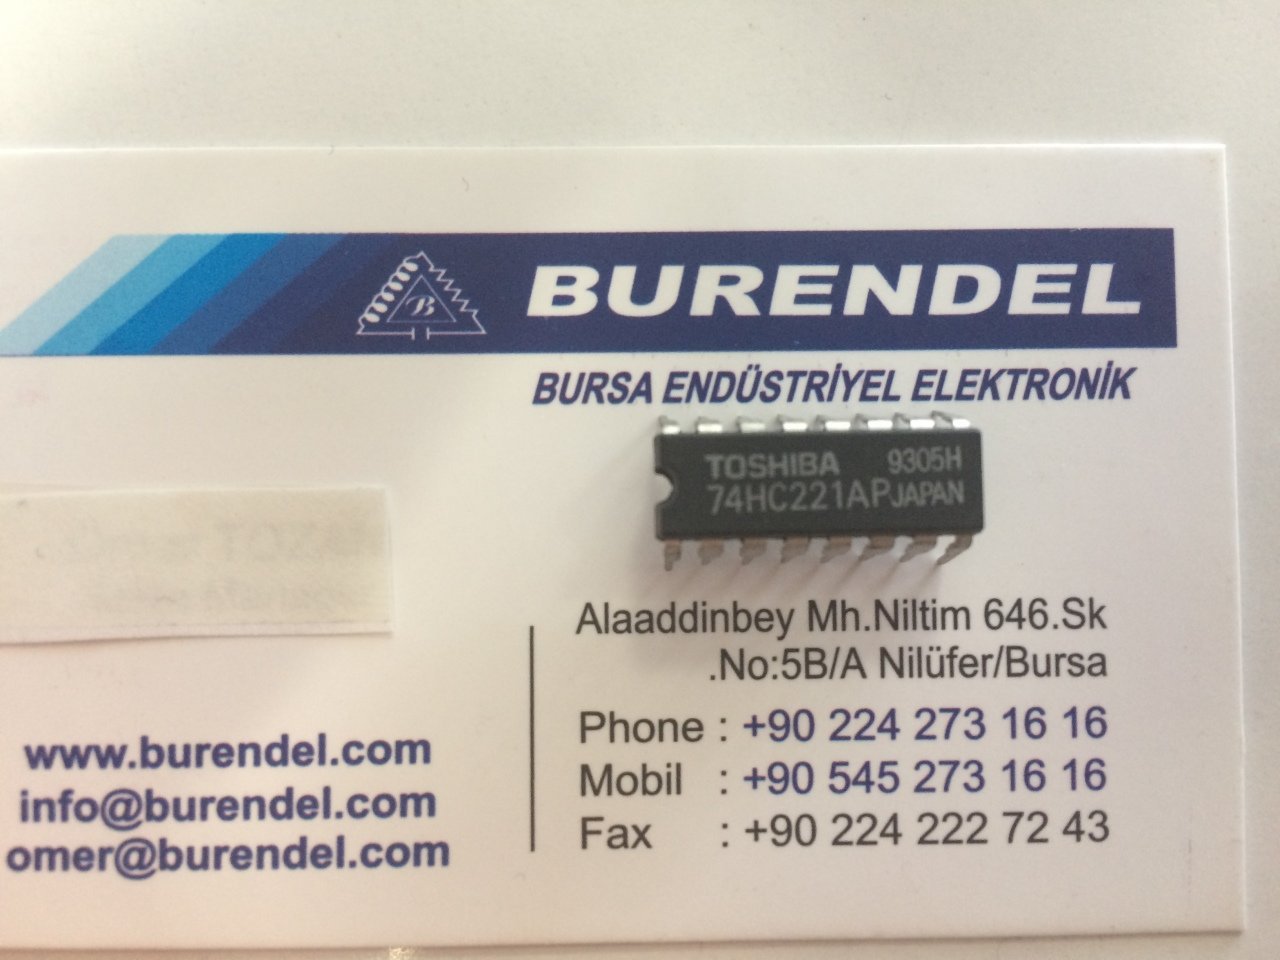 B
BURENDEL
BURSA ENDÜSTRİYEL ELEKTRONİK
TOSHIBA 9305H
74HC221AP JAPAN
Alaaddinbey Mh.Niltim 646.Sk
.No:5B/A Nilüfer/Bursa
Phone : +90 224 273 16 16
Mobil : +90 545 273 16 16
Fax : +90 224 222 72 43
www.burendel.com
info@burendel.com
omer@burendel.com